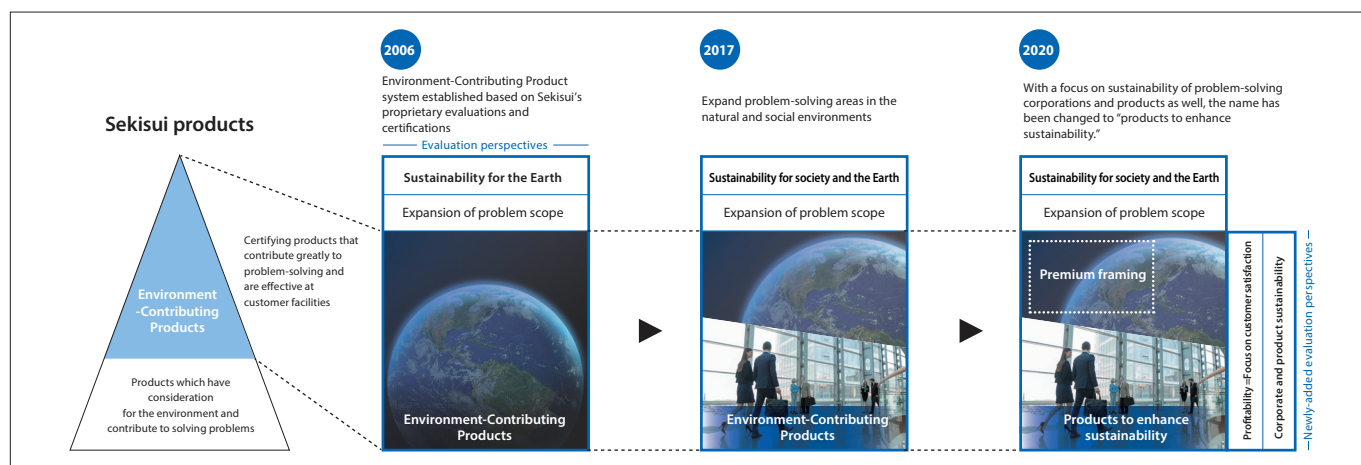 Sekisui products
Environment
-Contributing
Products
Products which have
consideration
for the environment and
contribute to solving problems
Certifying products that
contribute greatly to
problem-solving and
are effective at
customer facilities
2006
Environment-Contributing Product
system established based on Sekisui's
proprietary evaluations and
certifications
Evaluation perspectives
Sustainability for the Earth
Expansion of problem scope
Environment-Contributing
Products
2017
Expand problem-solving areas in the
natural and social environments
Sustainability for society and the Earth
Expansion of problem scope
Environment-Contributing
Products
2020
With a focus on sustainability of problem-solving
corporations and products as well, the name has
been changed to "products to enhance
sustainability."
Sustainability for society and the Earth
Expansion of problem scope
Premium framing
Products to enhance
sustainability
Profitability =Focus on customer satisfaction
Corporate and product sustainability
Newly-added evaluation perspectives